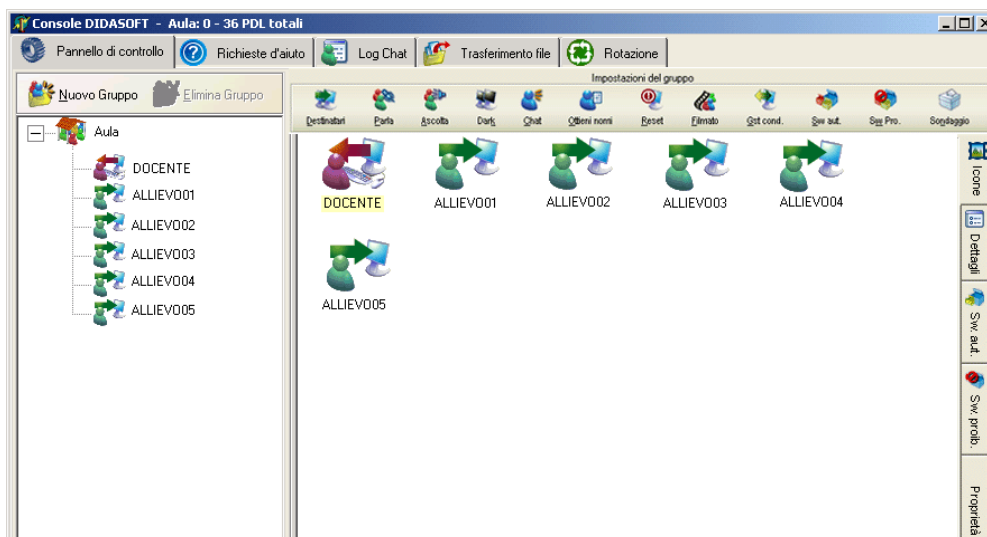 Console DIDASOFT - Aula: 0 - 36 PDL totali
Pannello di controllo
Richieste d'aiuto
Log Chat
Trasferimento file
Rotazione
Nuovo Gruppo
Elimina Gruppo
Impostazioni del gruppo
Destinatari
Parla
Ascolta
Dark
Chat
Ottieni nomi
Reset
Filmato
Gst cond.
Sw aut.
Sw Pro.
Sondaggio
Aula
DOCENTE
ALLIEVO01
ALLIEVO02
ALLIEVO03
ALLIEVO04
ALLIEVO05
DOCENTE
ALLIEVO01
ALLIEVO02
ALLIEVO03
ALLIEVO04
ALLIEVO05
Icone
Dettagli
Sw. aut.
Sw. proib.
Proprietà